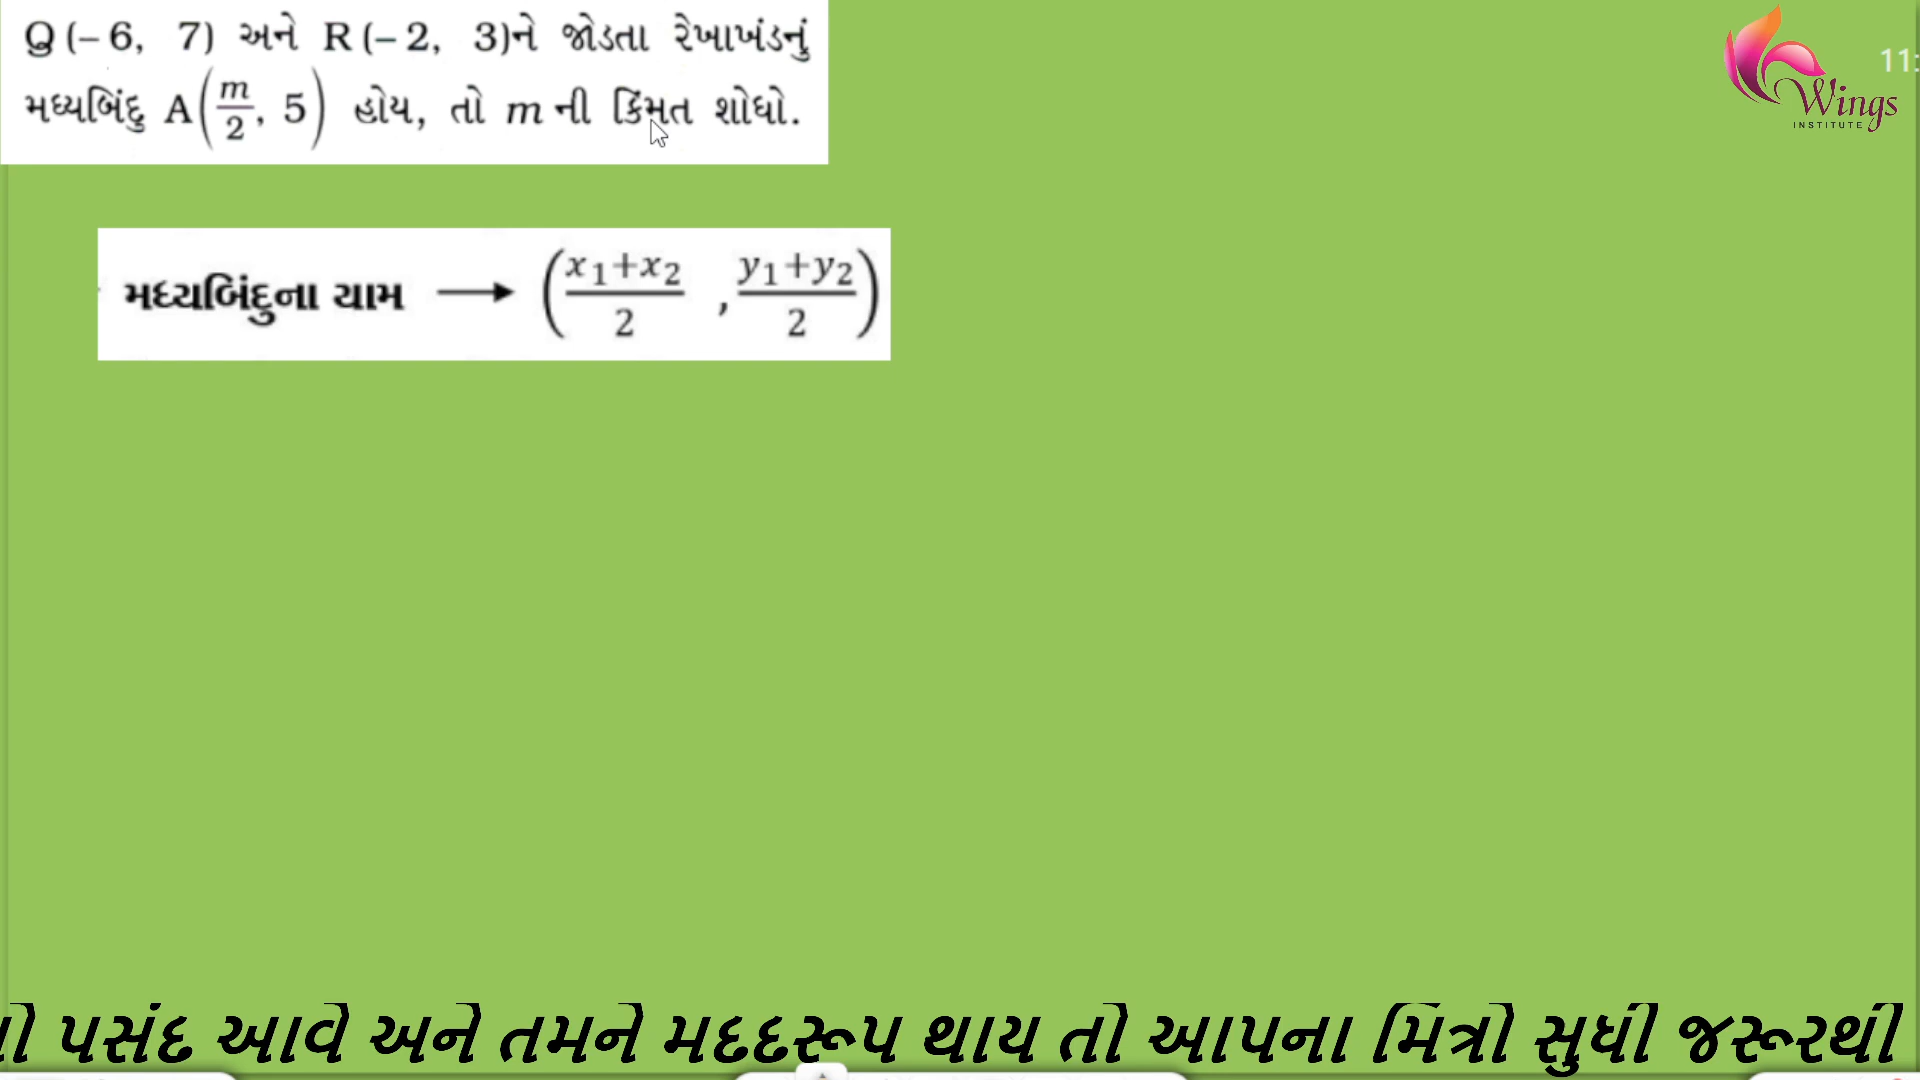 Q (– 6, 7) અને R (– 2, 3)ને જોડતા રેખાખંડનું
મધ્યબિંદુ A(m/2, 5) હોય, તો m ની કિંમત શોધો.
11:
Wings
INSTITUTE
મધ્યબિંદુના યામ ⟶ (x₁+x₂/2 , y₁+y₂/2)
પસંદ આવે અને તમને મદદરૂપ થાય તો આપના મિત્રો સુધી જરૂરથી